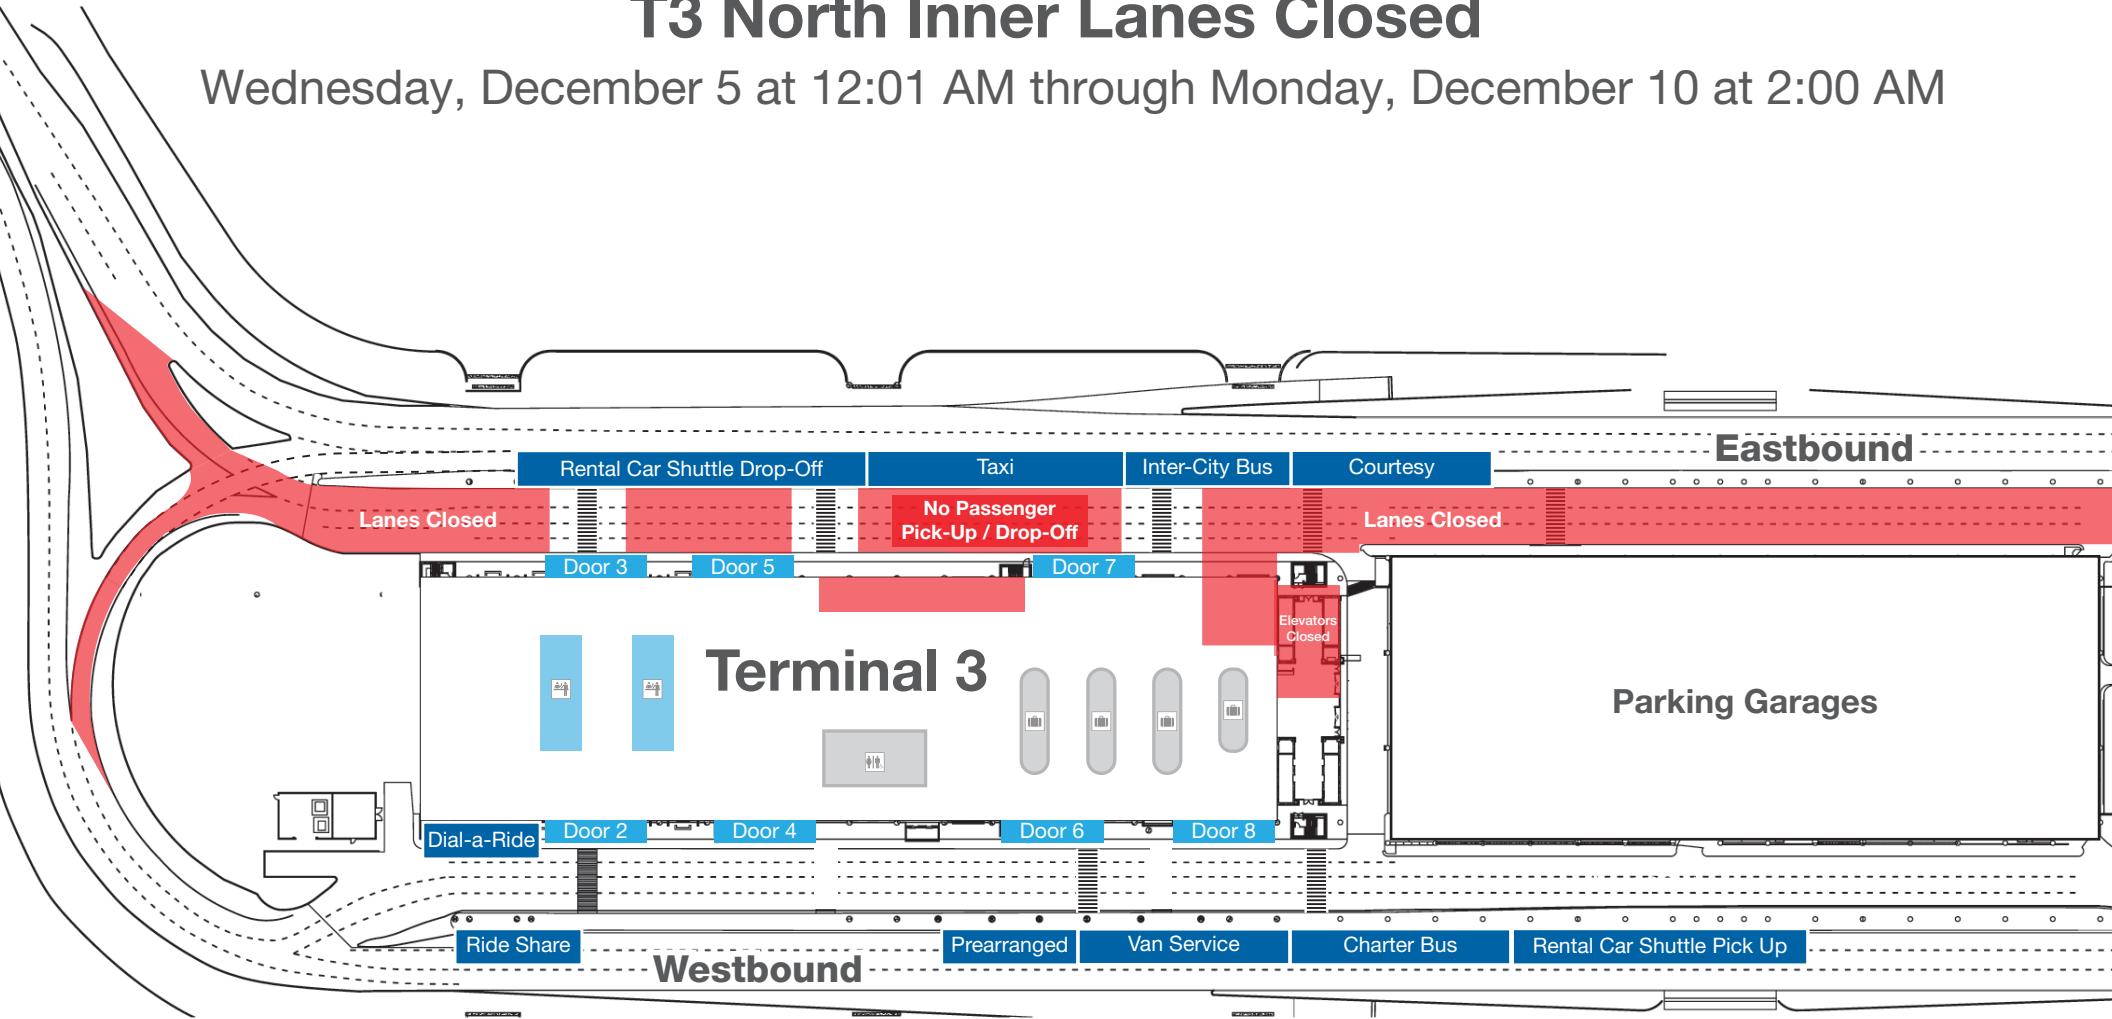 T3 North Inner Lanes Closed
Wednesday, December 5 at 12:01 AM through Monday, December 10 at 2:00 AM
Eastbound
Rental Car Shuttle Drop-Off
Taxi
Inter-City Bus
Courtesy
Lanes Closed
No Passenger
Pick-Up / Drop-Off
Lanes Closed
Door 3
Door 5
Door 7
Elevators
Closed
Terminal 3
Parking Garages
Dial-a-Ride
Door 2
Door 4
Door 6
Door 8
Ride Share
Prearranged
Van Service
Charter Bus
Rental Car Shuttle Pick Up
Westbound